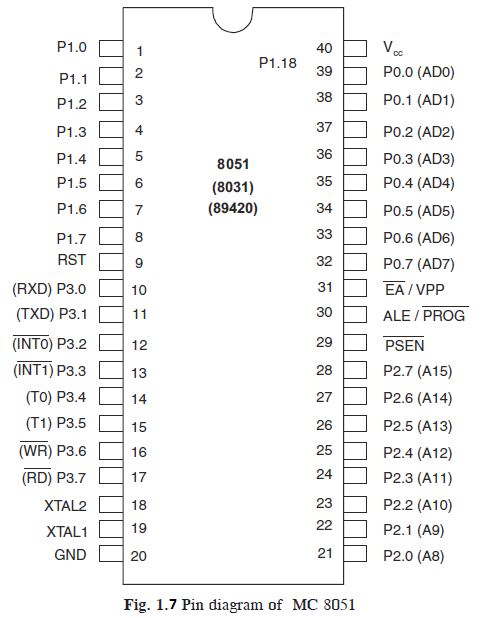 P1.0 1 40 Vcc
P1.18
P1.1 2 39 P0.0 (AD0)
P1.2 3 38 P0.1 (AD1)
P1.3 4 37 P0.2 (AD2)
P1.4 5 36 P0.3 (AD3)
8051
P1.5 6 35 P0.4 (AD4)
(8031)
P1.6 7 34 P0.5 (AD5)
(89420)
P1.7 8 33 P0.6 (AD6)
RST 9 32 P0.7 (AD7)
(RXD) P3.0 10 31 E̅A̅ / VPP
(TXD) P3.1 11 30 ALE / P̅R̅O̅G̅
(I̅N̅T̅0̅) P3.2 12 29 P̅S̅E̅N̅
(I̅N̅T̅1̅) P3.3 13 28 P2.7 (A15)
(T0) P3.4 14 27 P2.6 (A14)
(T1) P3.5 15 26 P2.5 (A13)
(W̅R̅) P3.6 16 25 P2.4 (A12)
(R̅D̅) P3.7 17 24 P2.3 (A11)
XTAL2 18 23 P2.2 (A10)
XTAL1 19 22 P2.1 (A9)
GND 20 21 P2.0 (A8)
Fig. 1.7 Pin diagram of MC 8051